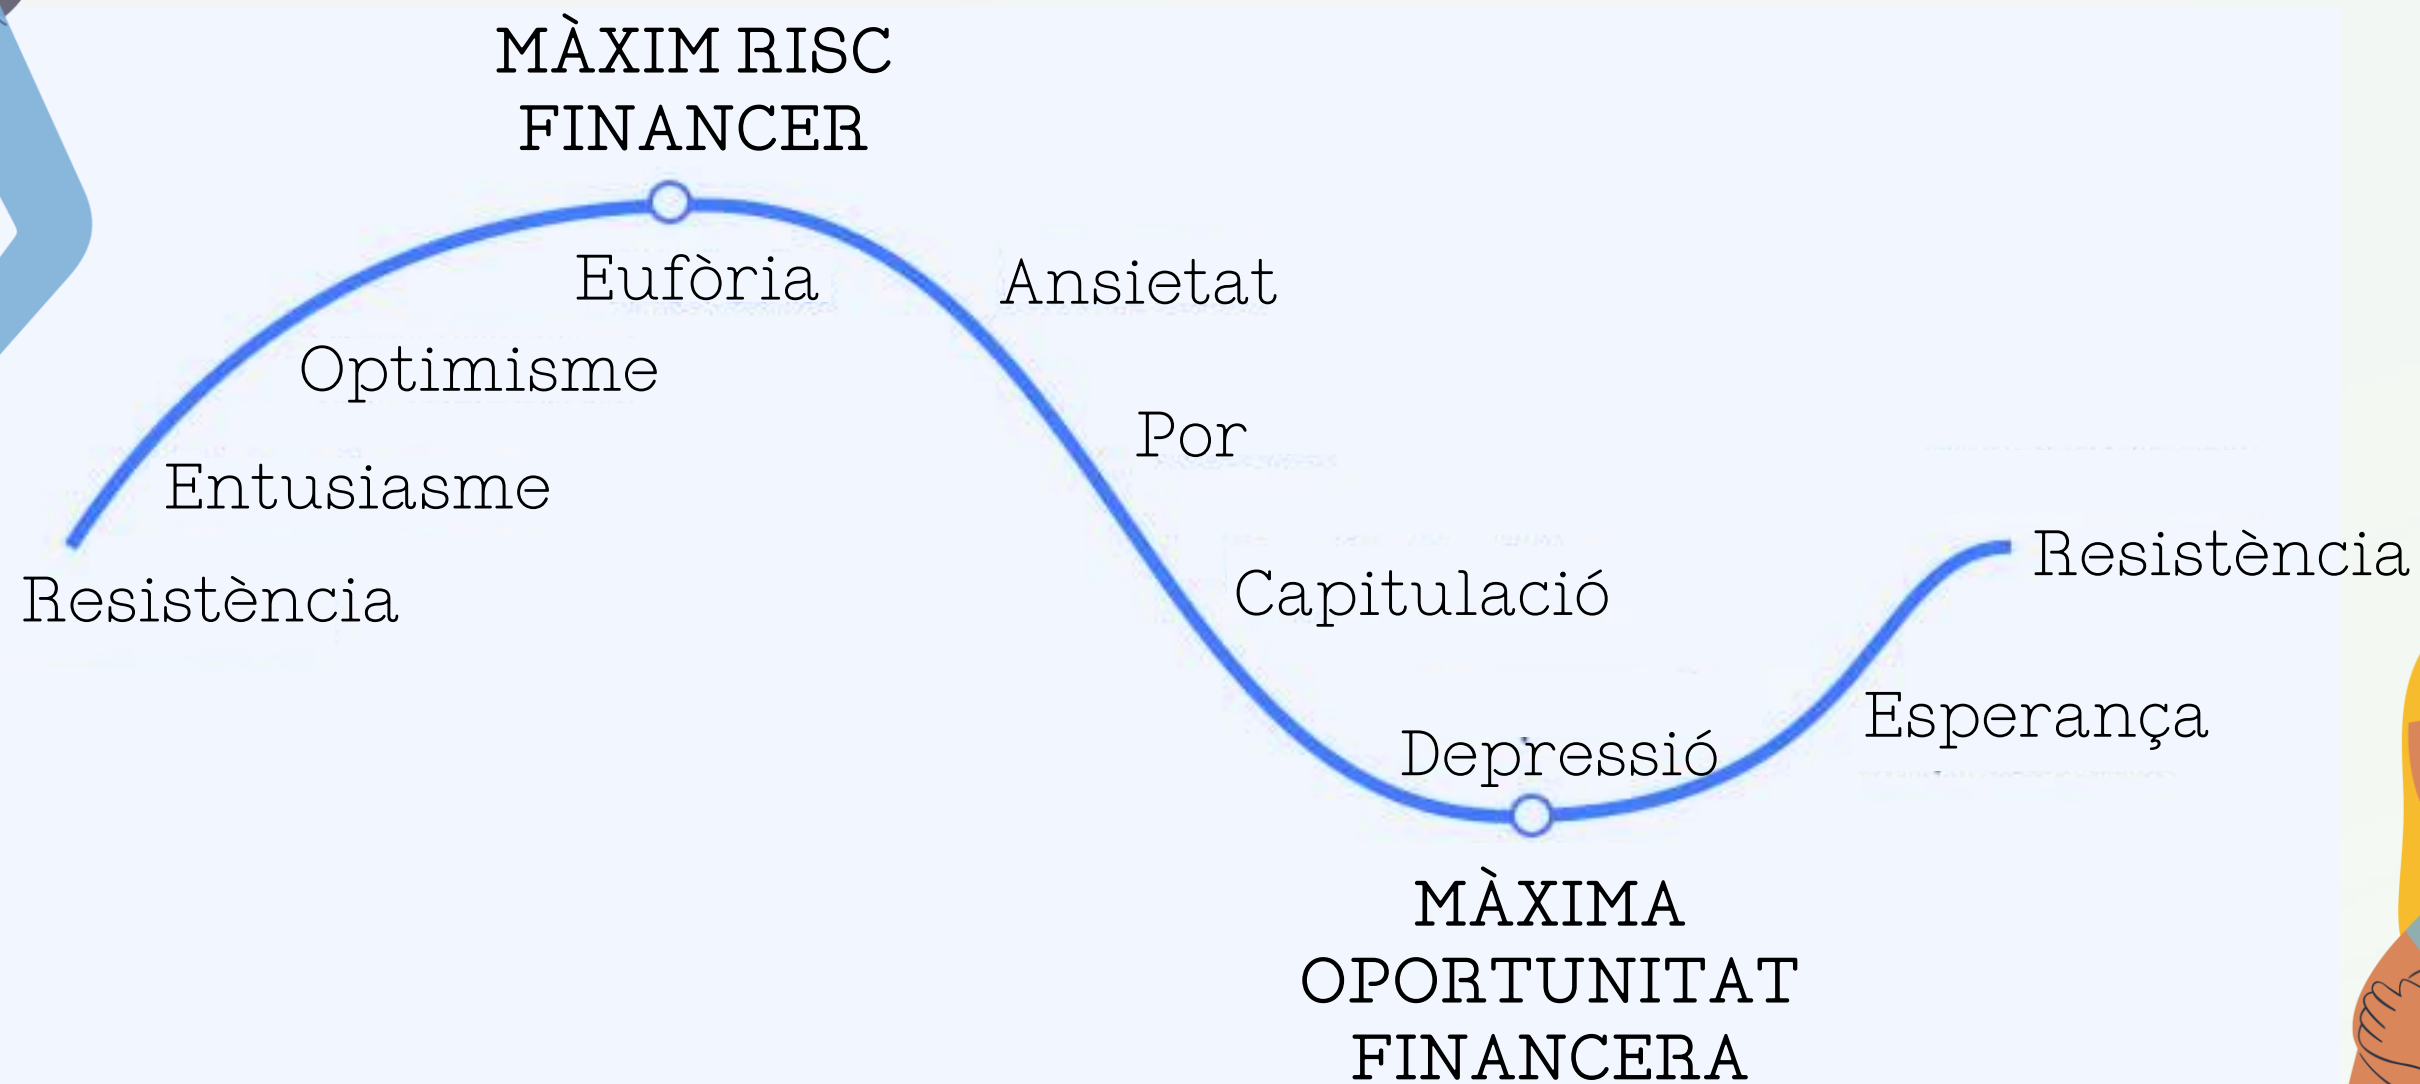 MÀXIM RISC
FINANCER
Eufòria
Ansietat
Optimisme
Por
Entusiasme
Resistència
Capitulació
Resistència
Esperança
Depressió
MÀXIMA
OPORTUNITAT
FINANCERA